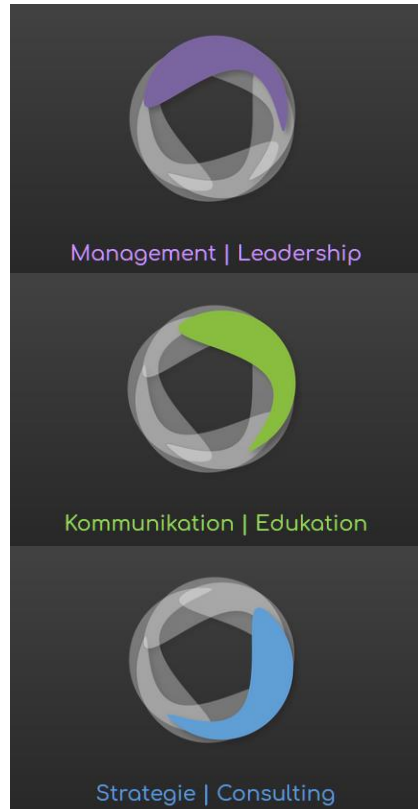 Management | Leadership
Kommunikation | Edukation
Strategie | Consulting